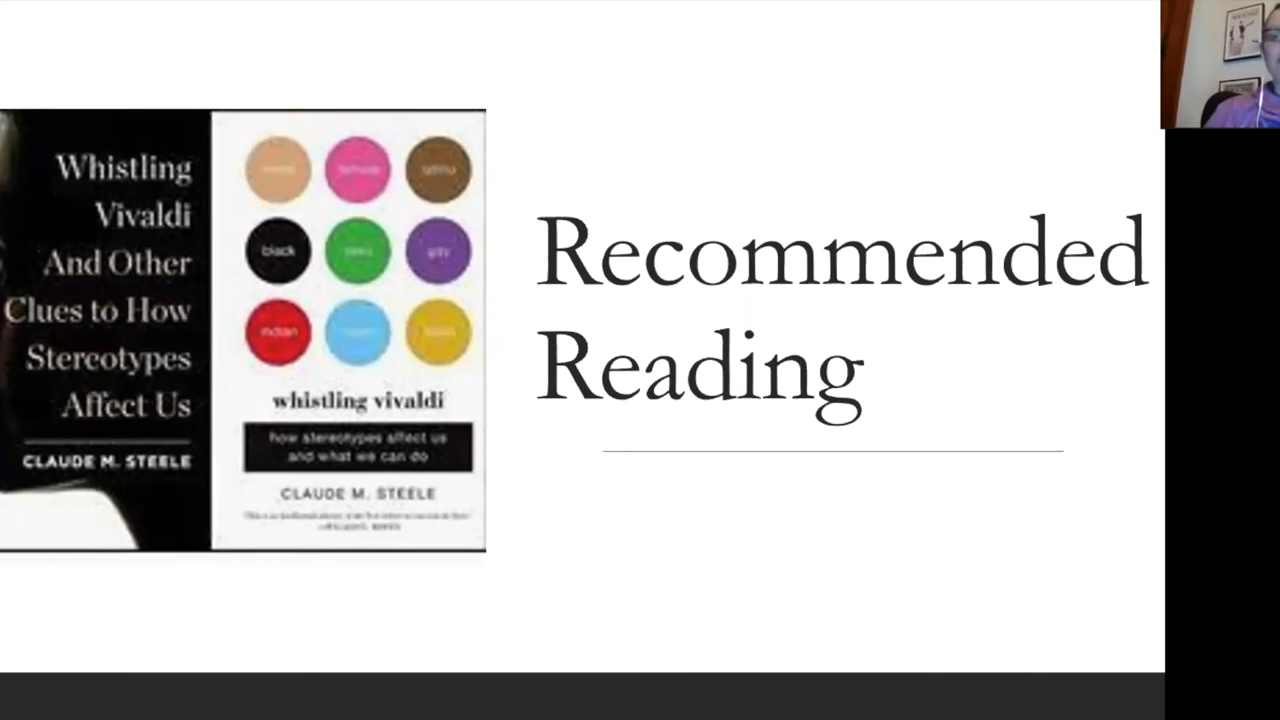 Whistling
Vivaldi
And Other
Clues to How
Stereotypes
Affect Us
CLAUDE M. STEELE
black
indian
whistling vivaldi
how stereotypes affect us
and what we can do
CLAUDE M. STEELE
Recommended
Reading